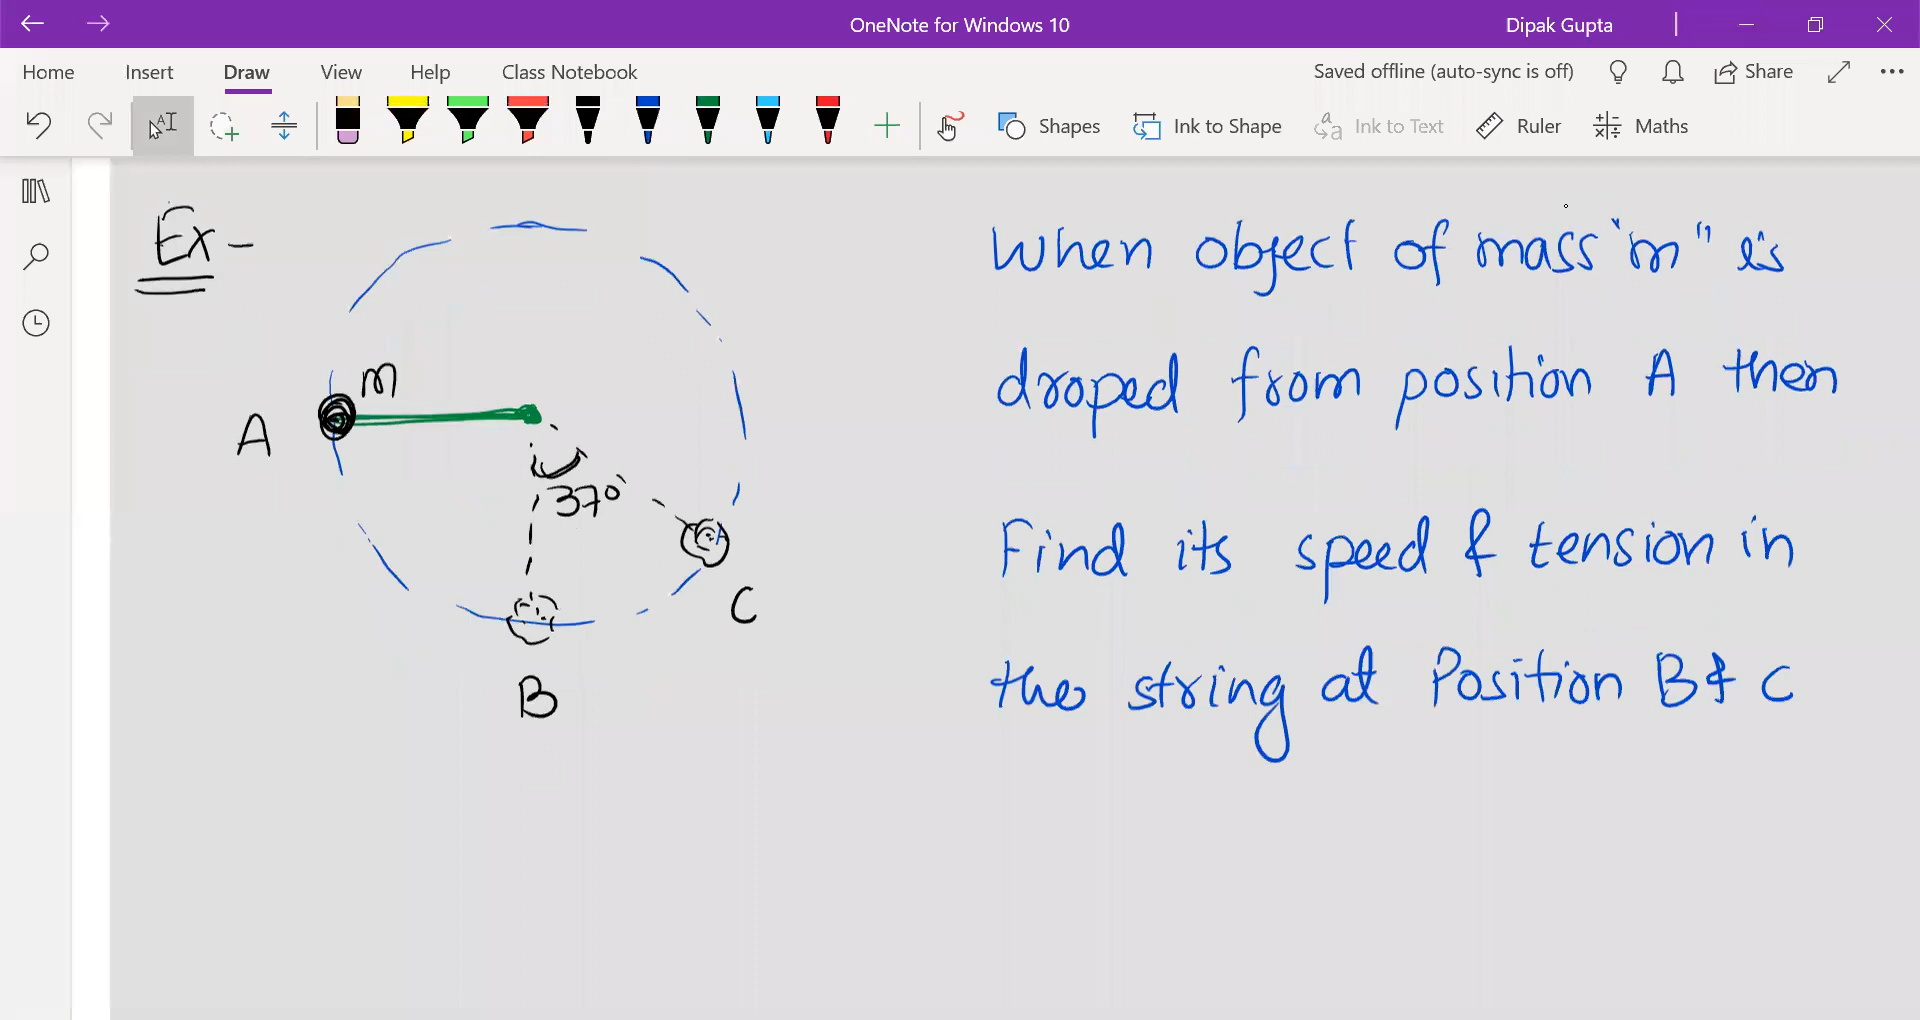 OneNote for Windows 10
Dipak Gupta
Home Insert Draw View Help Class Notebook
Saved offline (auto-sync is off) Share
Shapes Ink to Shape Ink to Text Ruler Maths
Ex-
When object of mass "m" is
droped from position A then
Find its speed & tension in
the string at Position B & C
m
A
37°
C
B